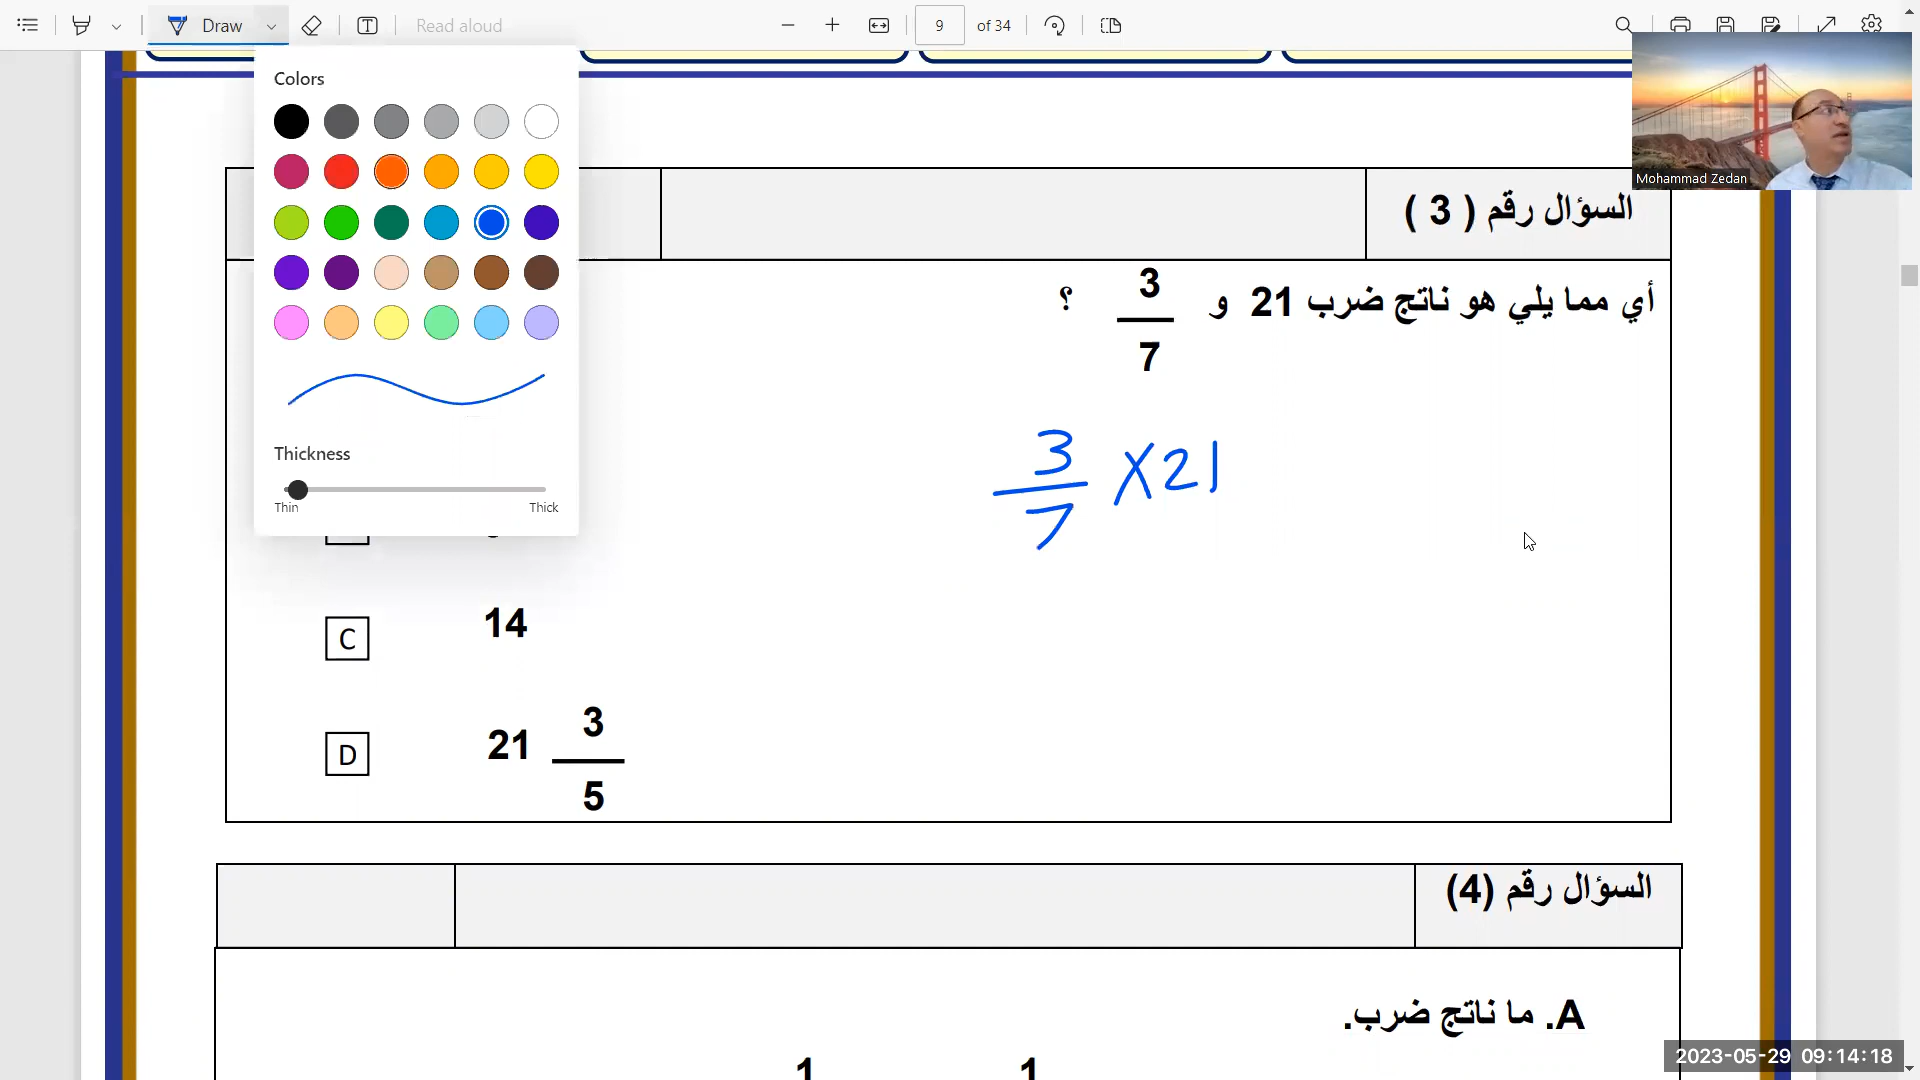 Draw
Read aloud
9
of 34
Colors
Thickness
Thin
Thick
Mohammad Zedan
السؤال رقم ( 3 )
أي مما يلي هو ناتج ضرب 21 و 3/7 ؟
3/7 × 21
C 14
D 21 3/5
السؤال رقم (4)
A. ما ناتج ضرب.
1 1
2023-05-29 09:14:18